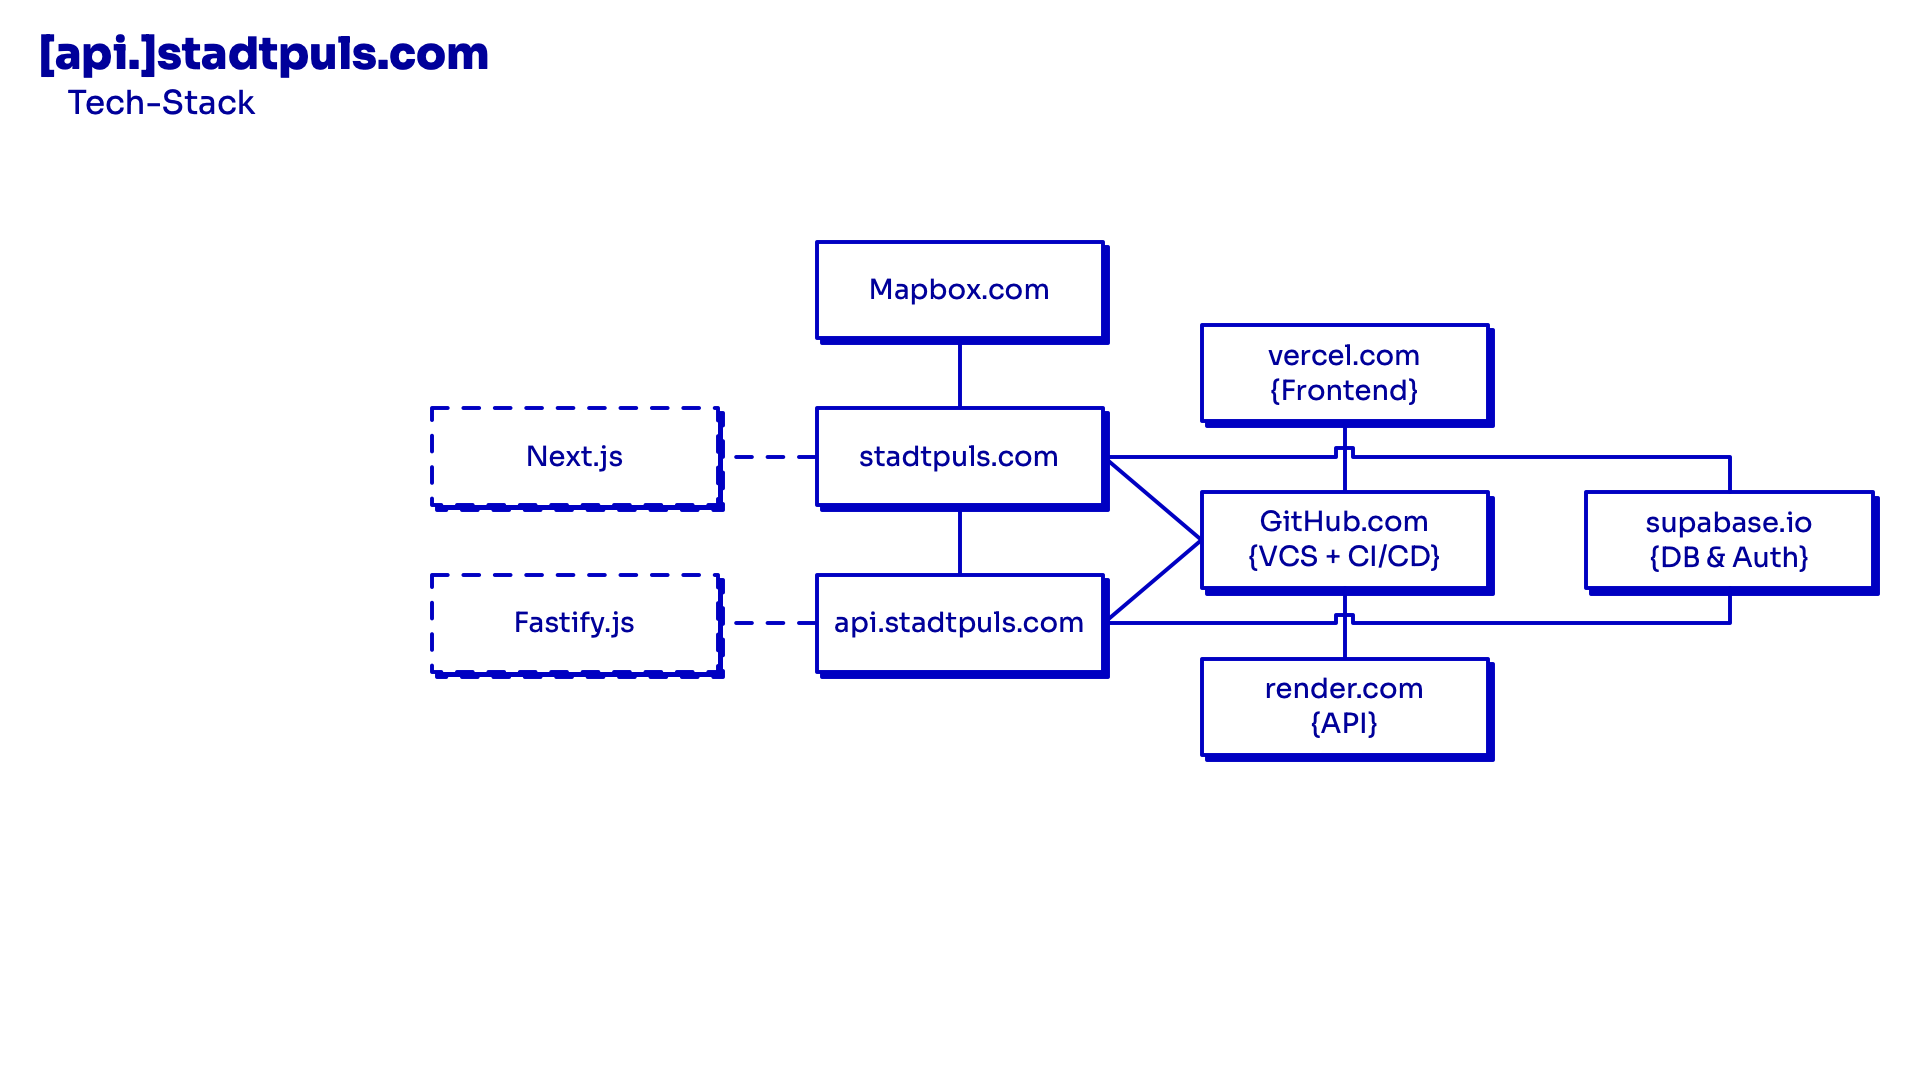 [api.]stadtpuls.com
Tech-Stack
Mapbox.com
vercel.com
{Frontend}
Next.js
stadtpuls.com
GitHub.com
{VCS + CI/CD}
supabase.io
{DB & Auth}
Fastify.js
api.stadtpuls.com
render.com
{API}